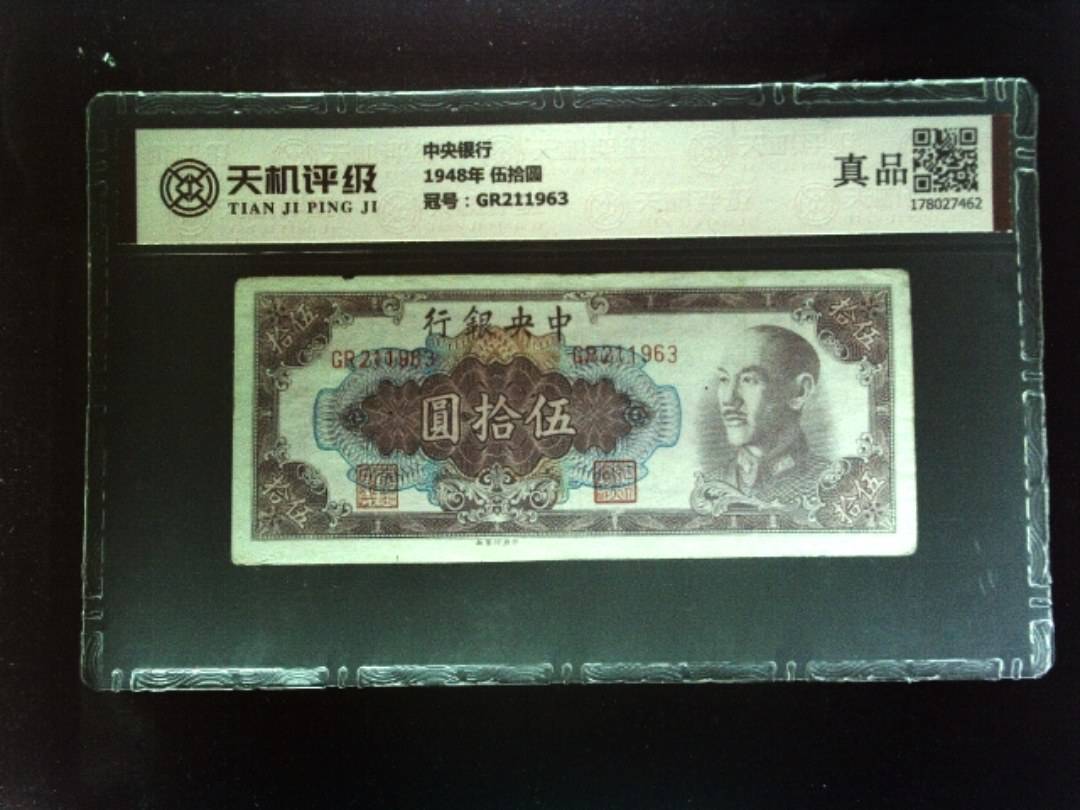 天机评级
TIAN JI PING JI
中央银行
1948年 伍拾圆
冠号：GR211963
真品
178027462
伍拾
伍拾
中央銀行
GR211963
GR211963
伍拾圓
伍拾
伍拾